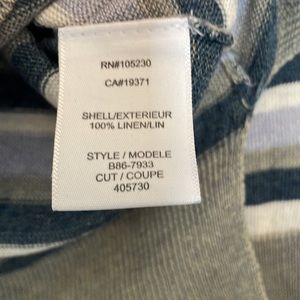 RN#105230
CA#19371
SHELL/EXTERIEUR
100% LINEN/LIN
STYLE / MODELE
B86-7933
CUT / COUPE
405730